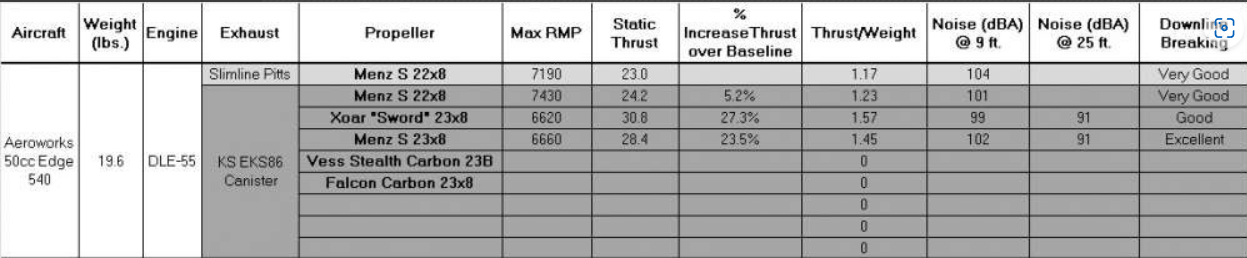 Aircraft Weight (lbs.) Engine Exhaust Propeller Max RMP Static Thrust % IncreaseThrust over Baseline Thrust/Weight Noise (dBA) @ 9 ft. Noise (dBA) @ 25 ft. Downline Breaking
Aeroworks 50cc Edge 540 19.6 DLE-55
Slimline Pitts Menz S 22x8 7190 23.0 1.17 104 Very Good
KS EKS86 Canister
Menz S 22x8 7430 24.2 5.2% 1.23 101 Very Good
Xoar "Sword" 23x8 6620 30.8 27.3% 1.57 99 91 Good
Menz S 23x8 6660 28.4 23.5% 1.45 102 91 Excellent
Vess Stealth Carbon 23B 0
Falcon Carbon 23x8 0
0
0
0